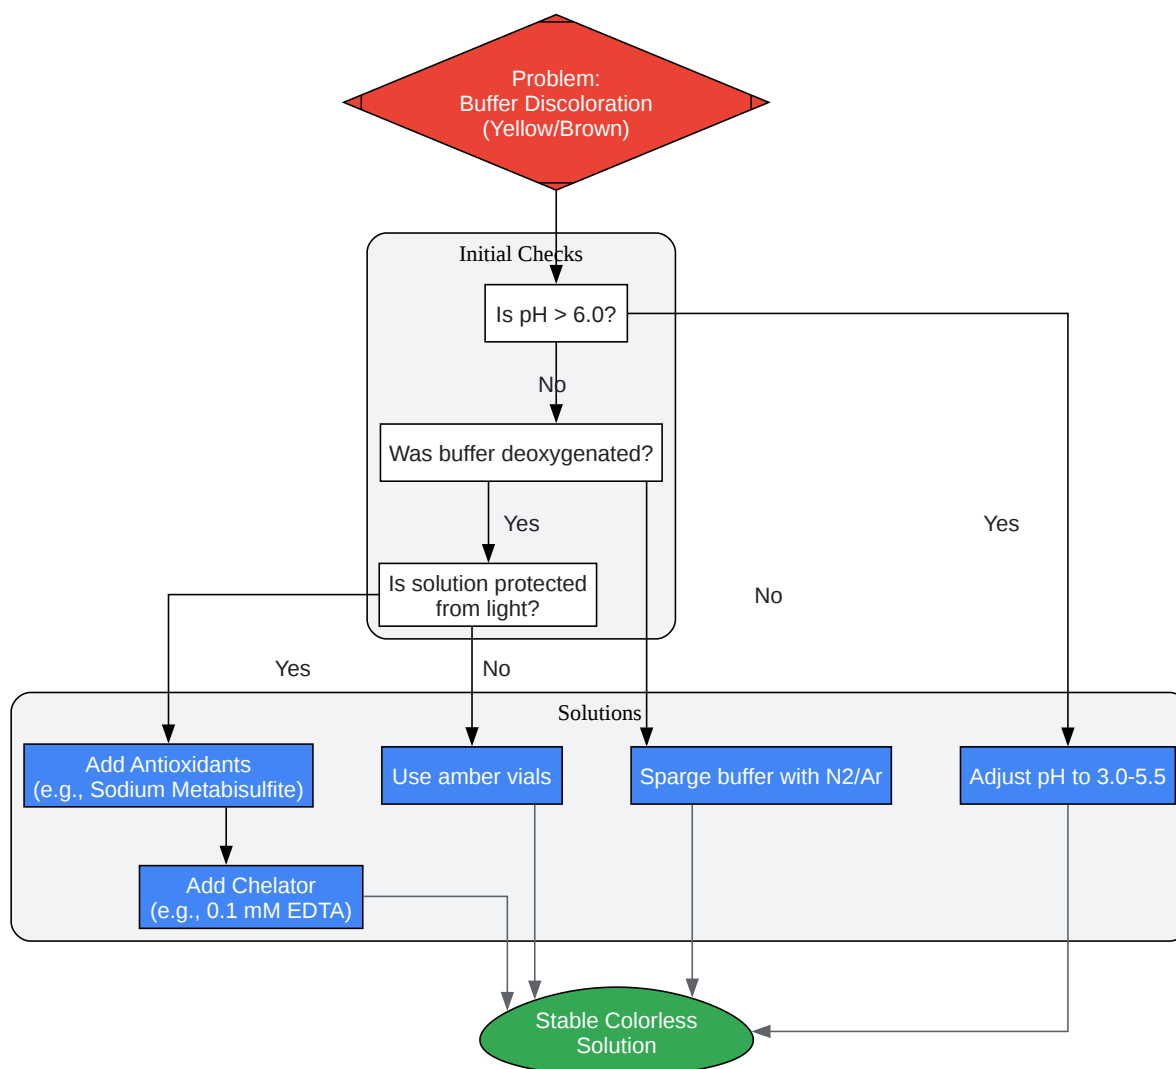 Problem:
Buffer Discoloration
(Yellow/Brown)
Initial Checks
Is pH > 6.0?
No
Was buffer deoxygenated?
Yes
Yes
Is solution protected
from light?
No
Yes
No
Solutions
Add Antioxidants
(e.g., Sodium Metabisulfite)
Use amber vials
Sparge buffer with N2/Ar
Adjust pH to 3.0-5.5
Add Chelator
(e.g., 0.1 mM EDTA)
Stable Colorless
Solution